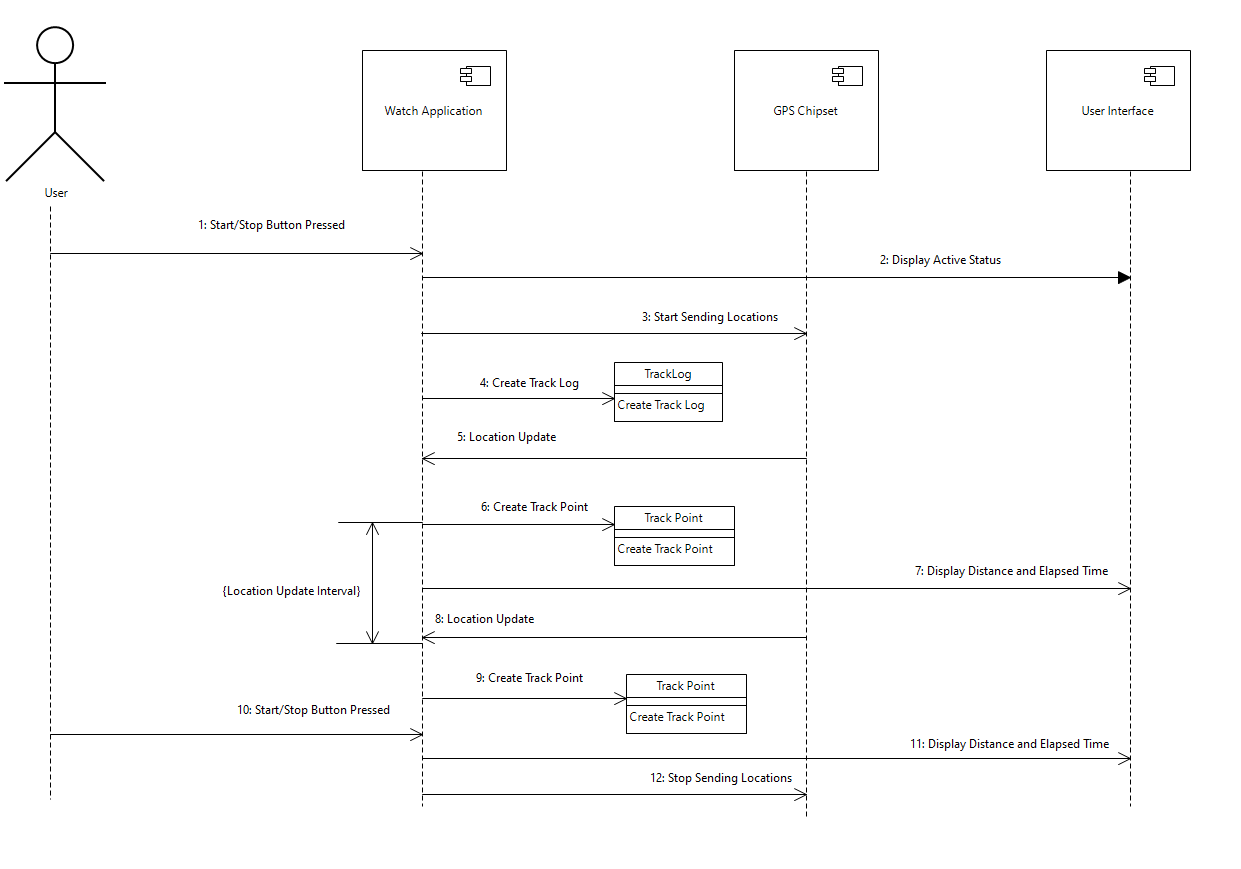 Watch Application
GPS Chipset
User Interface
User
1: Start/Stop Button Pressed
2: Display Active Status
3: Start Sending Locations
TrackLog
4: Create Track Log
Create Track Log
5: Location Update
6: Create Track Point
Track Point
Create Track Point
7: Display Distance and Elapsed Time
{Location Update Interval}
8: Location Update
9: Create Track Point
Track Point
Create Track Point
10: Start/Stop Button Pressed
11: Display Distance and Elapsed Time
12: Stop Sending Locations